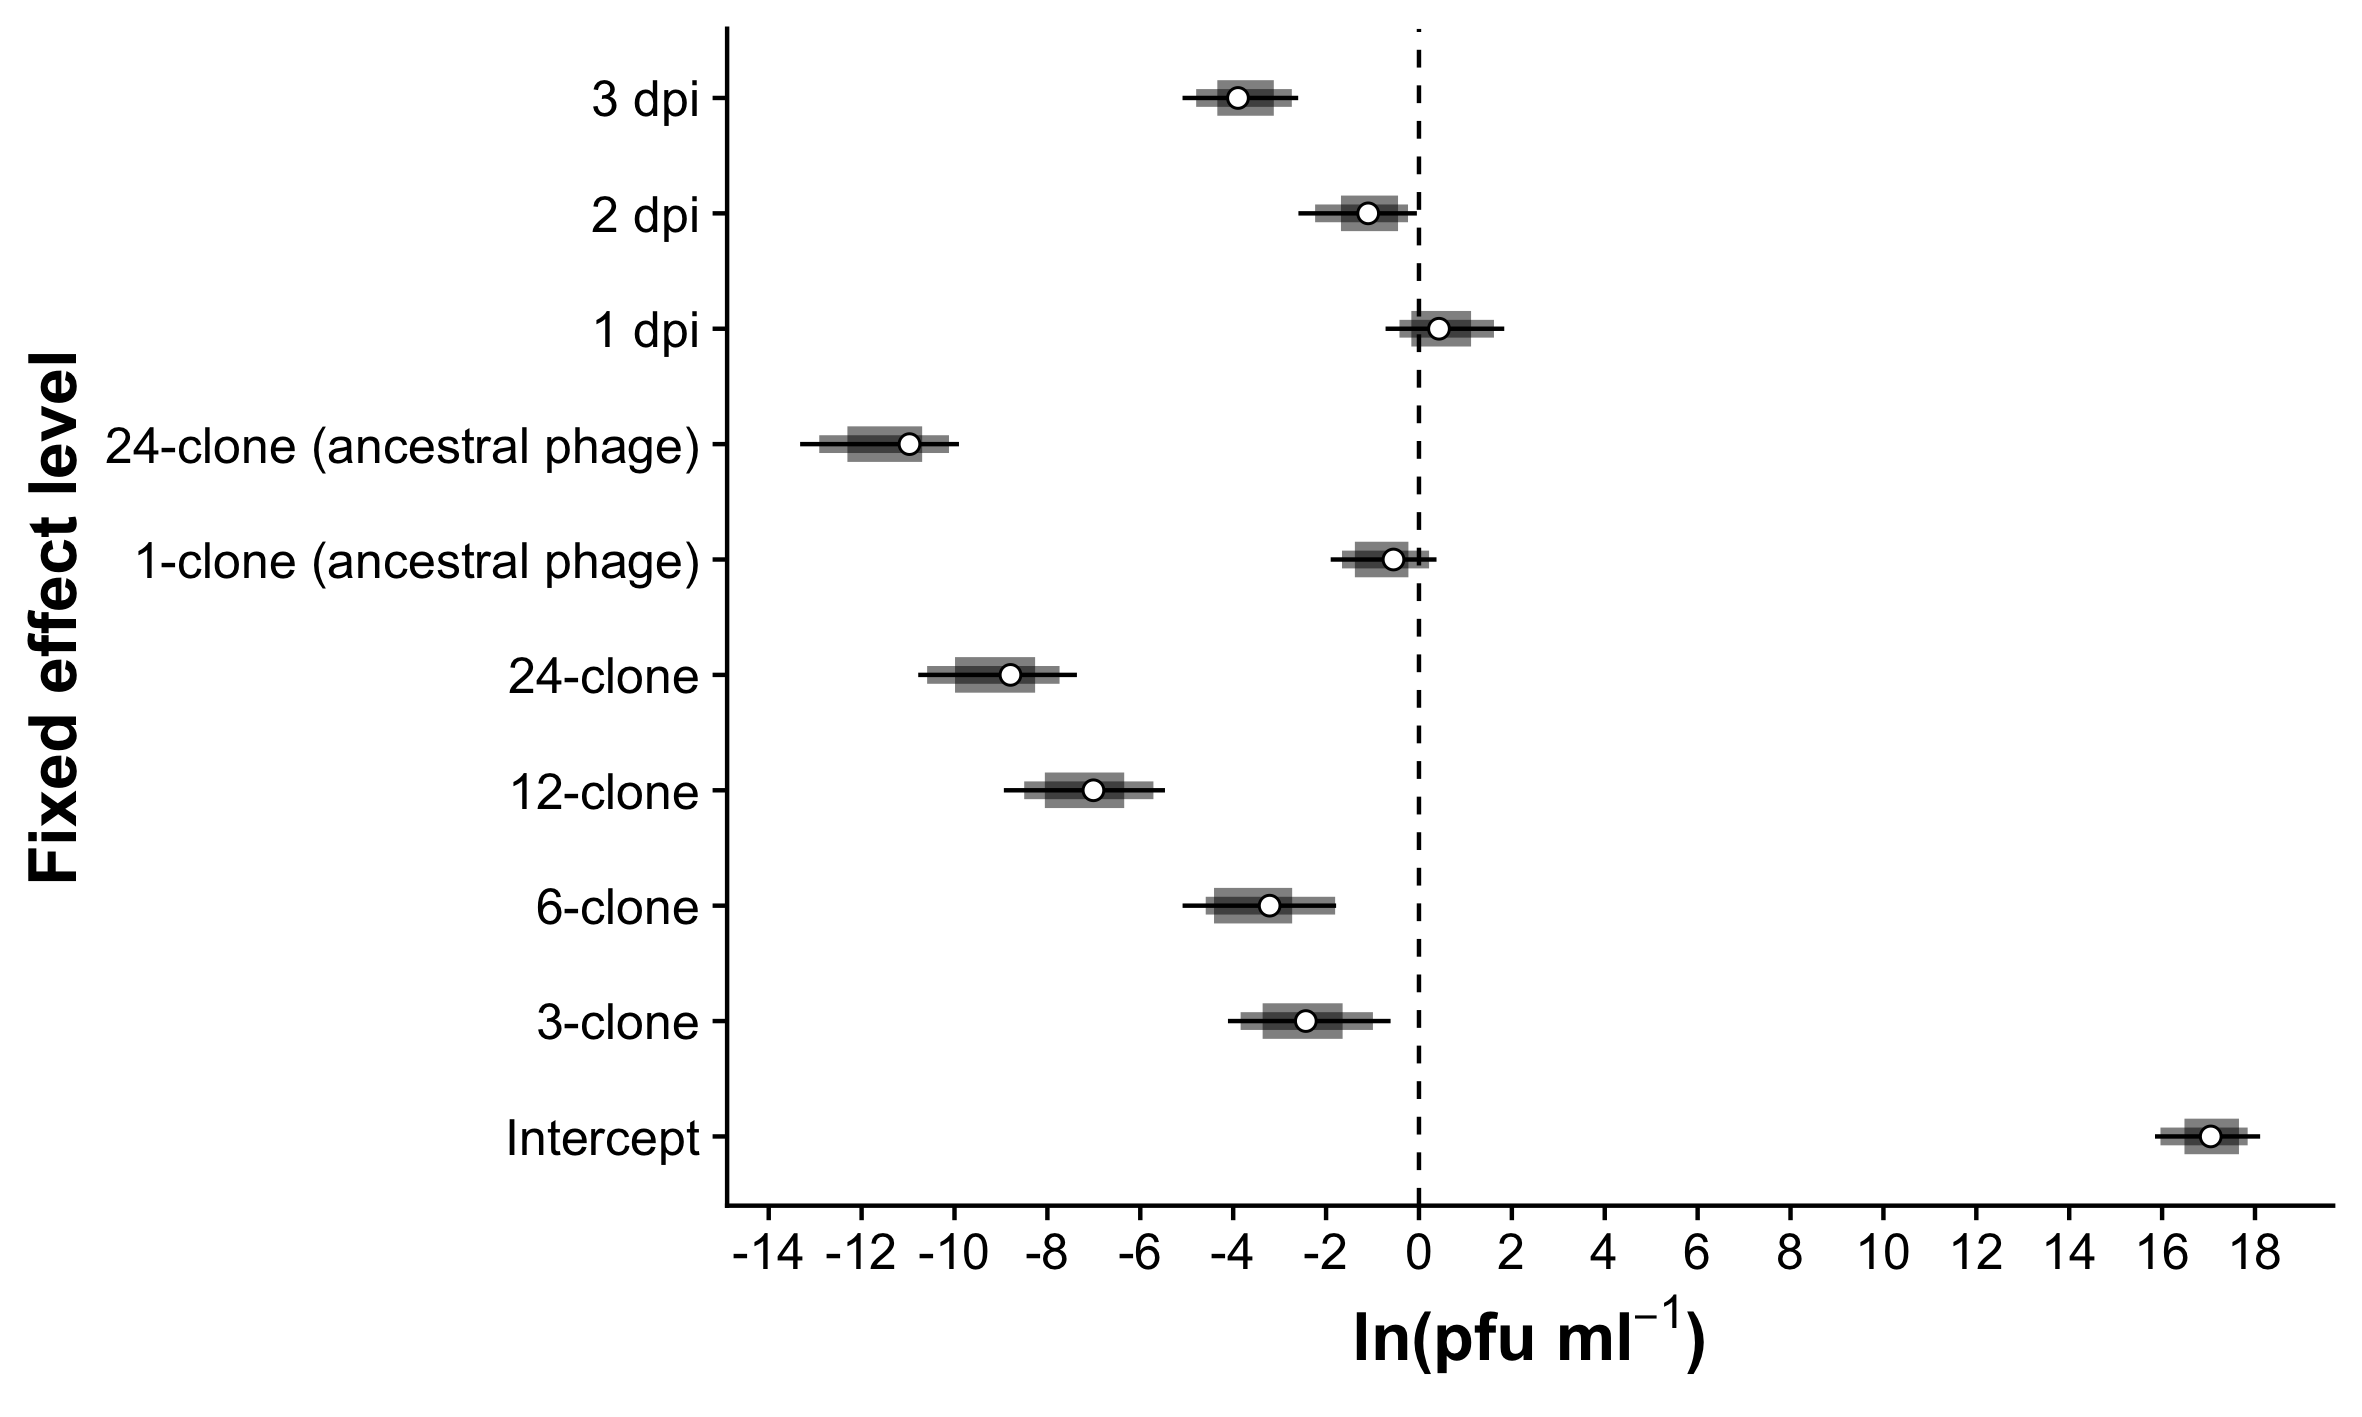 Fixed effect level
3 dpi
2 dpi
1 dpi
24-clone (ancestral phage)
1-clone (ancestral phage)
24-clone
12-clone
6-clone
3-clone
Intercept
-14 -12 -10 -8 -6 -4 -2 0 2 4 6 8 10 12 14 16 18
ln(pfu ml⁻¹)